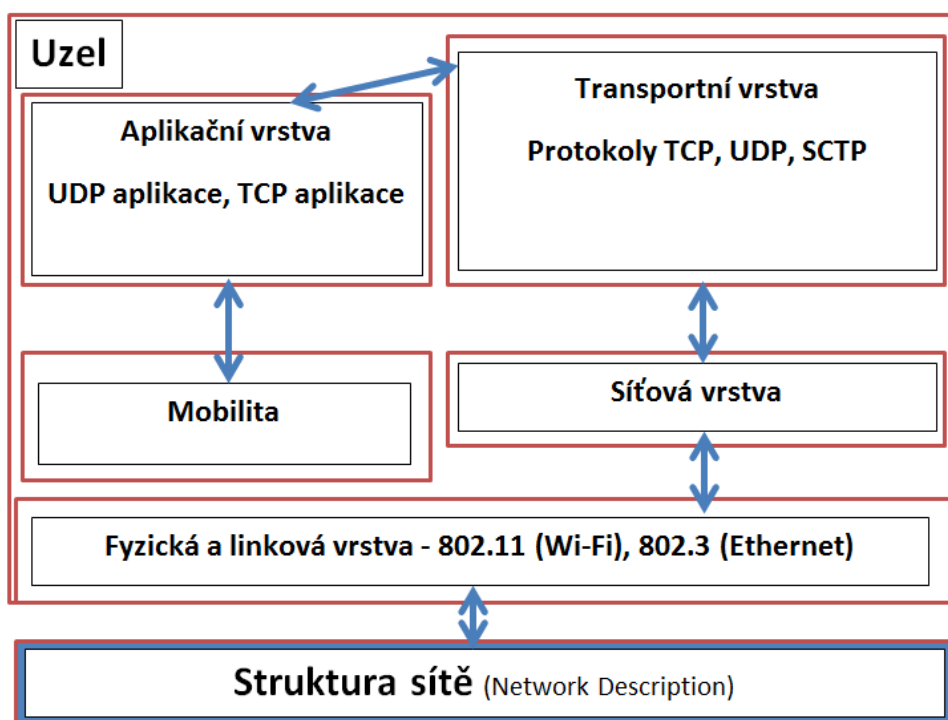 Uzel
Aplikační vrstva
UDP aplikace, TCP aplikace
Transportní vrstva
Protokoly TCP, UDP, SCTP
Mobilita
Síťová vrstva
Fyzická a linková vrstva - 802.11 (Wi-Fi), 802.3 (Ethernet)
Struktura sítě (Network Description)